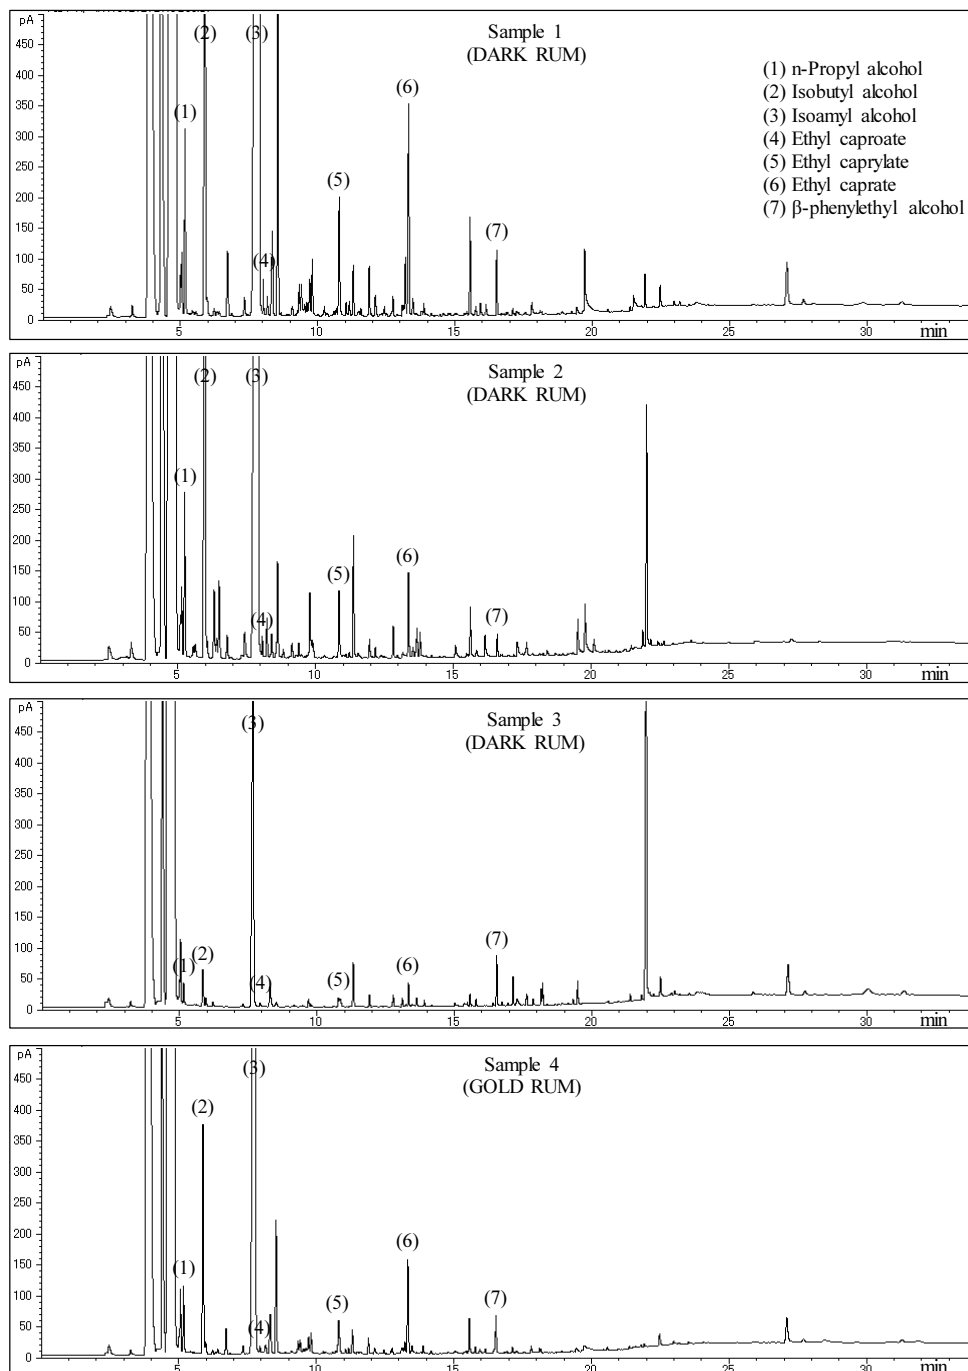 pA
Sample 1
(DARK RUM)
(1) n-Propyl alcohol
(2) Isobutyl alcohol
(3) Isoamyl alcohol
(4) Ethyl caproate
(5) Ethyl caprylate
(6) Ethyl caprate
(7) β-phenylethyl alcohol
(2) (3)
(6)
(1)
(5)
(7)
(4)
450
400
350
300
250
200
150
100
50
0
5 10 15 20 25 30 min
pA
Sample 2
(DARK RUM)
(2) (3)
(1)
(5) (6)
(4) (7)
450
400
350
300
250
200
150
100
50
0
5 10 15 20 25 30 min
pA
Sample 3
(DARK RUM)
(3)
(7)
(1) (2) (6)
(4) (5)
450
400
350
300
250
200
150
100
50
0
5 10 15 20 25 30 min
pA
Sample 4
(GOLD RUM)
(3)
(2)
(6)
(1) (5) (7)
(4)
450
400
350
300
250
200
150
100
50
0
5 10 15 20 25 30 min